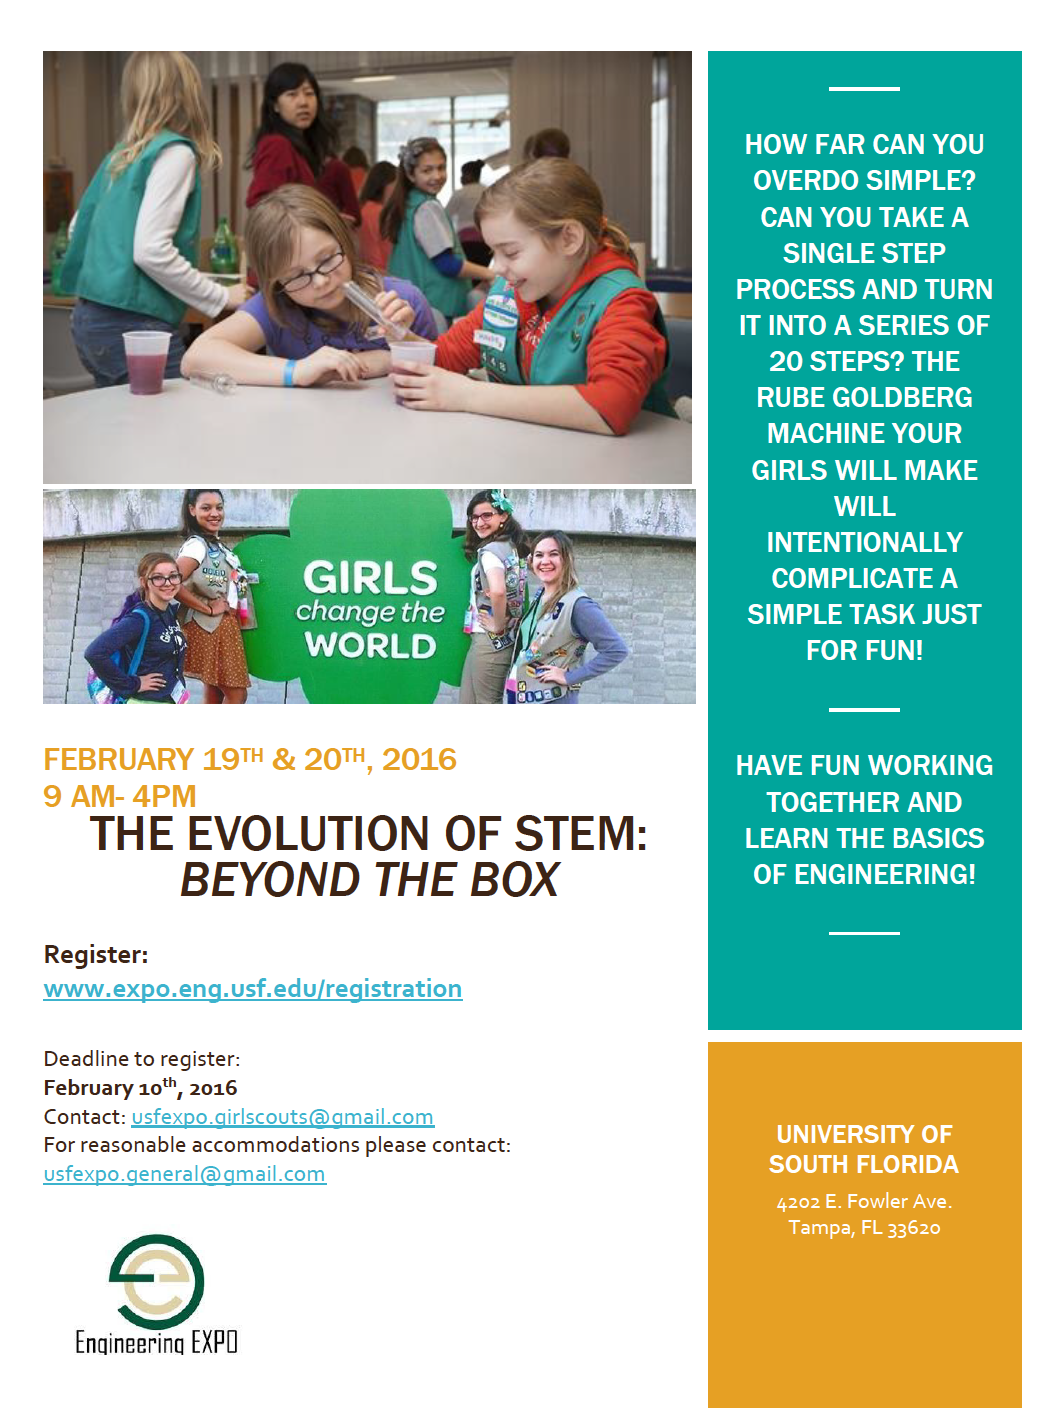 GIRLS
change the
WORLD
FEBRUARY 19TH & 20TH, 2016
9 AM- 4PM
THE EVOLUTION OF STEM:
BEYOND THE BOX
Register:
www.expo.eng.usf.edu/registration
Deadline to register:
February 10th, 2016
Contact: usfexpo.girlscouts@gmail.com
For reasonable accommodations please contact:
usfexpo.general@gmail.com
Engineering EXPO
HOW FAR CAN YOU
OVERDO SIMPLE?
CAN YOU TAKE A
SINGLE STEP
PROCESS AND TURN
IT INTO A SERIES OF
20 STEPS? THE
RUBE GOLDBERG
MACHINE YOUR
GIRLS WILL MAKE
WILL
INTENTIONALLY
COMPLICATE A
SIMPLE TASK JUST
FOR FUN!
HAVE FUN WORKING
TOGETHER AND
LEARN THE BASICS
OF ENGINEERING!
UNIVERSITY OF
SOUTH FLORIDA
4202 E. Fowler Ave.
Tampa, FL 33620